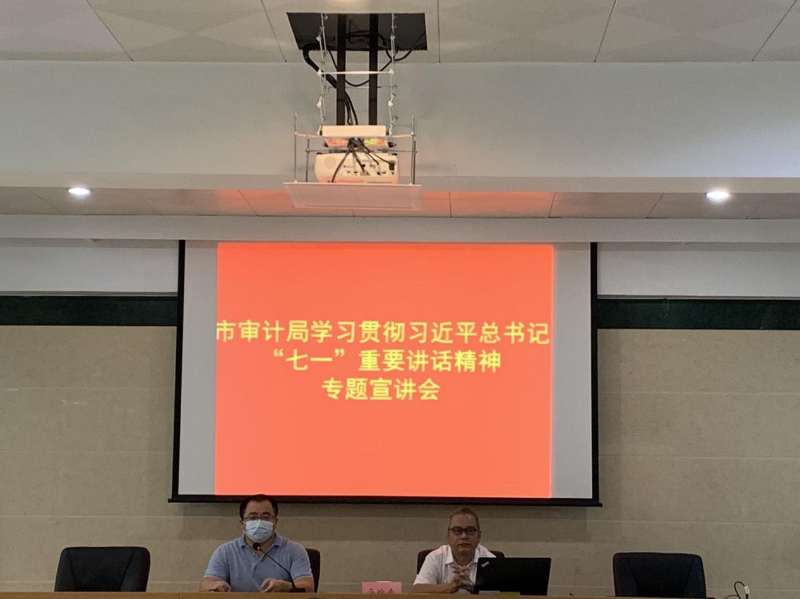 市审计局学习贯彻习近平总书记
“七一”重要讲话精神
专题宣讲会